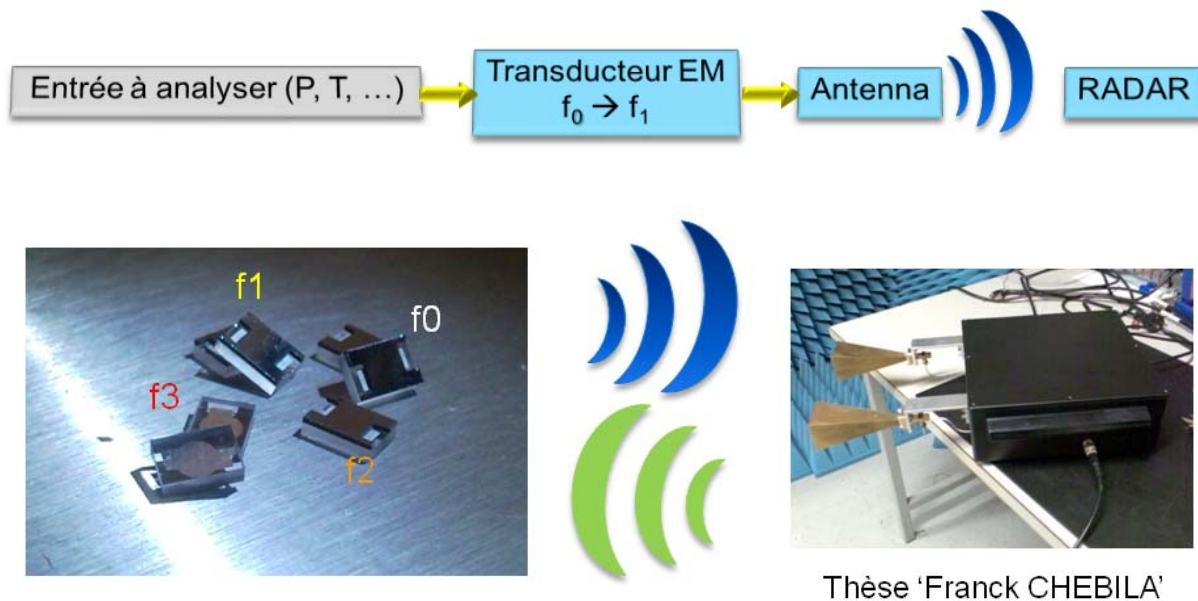 Entrée à analyser (P, T, …)
Transducteur EM
f₀ → f₁
Antenna
RADAR
f1
f0
f3
f2
Thèse ‘Franck CHEBILA’